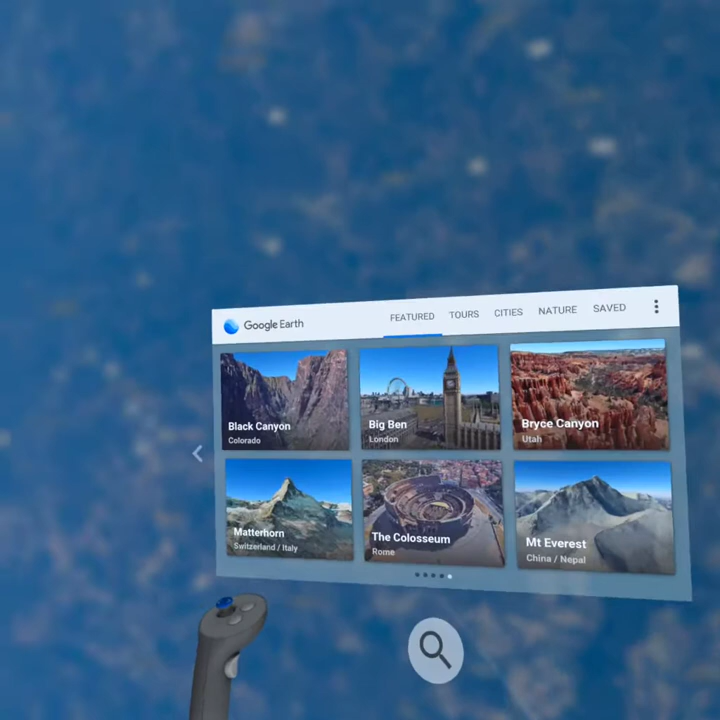 Google Earth
FEATURED TOURS CITIES NATURE SAVED
Black Canyon
Colorado
Big Ben
London
Bryce Canyon
Utah
Matterhorn
Switzerland / Italy
The Colosseum
Rome
Mt Everest
China / Nepal